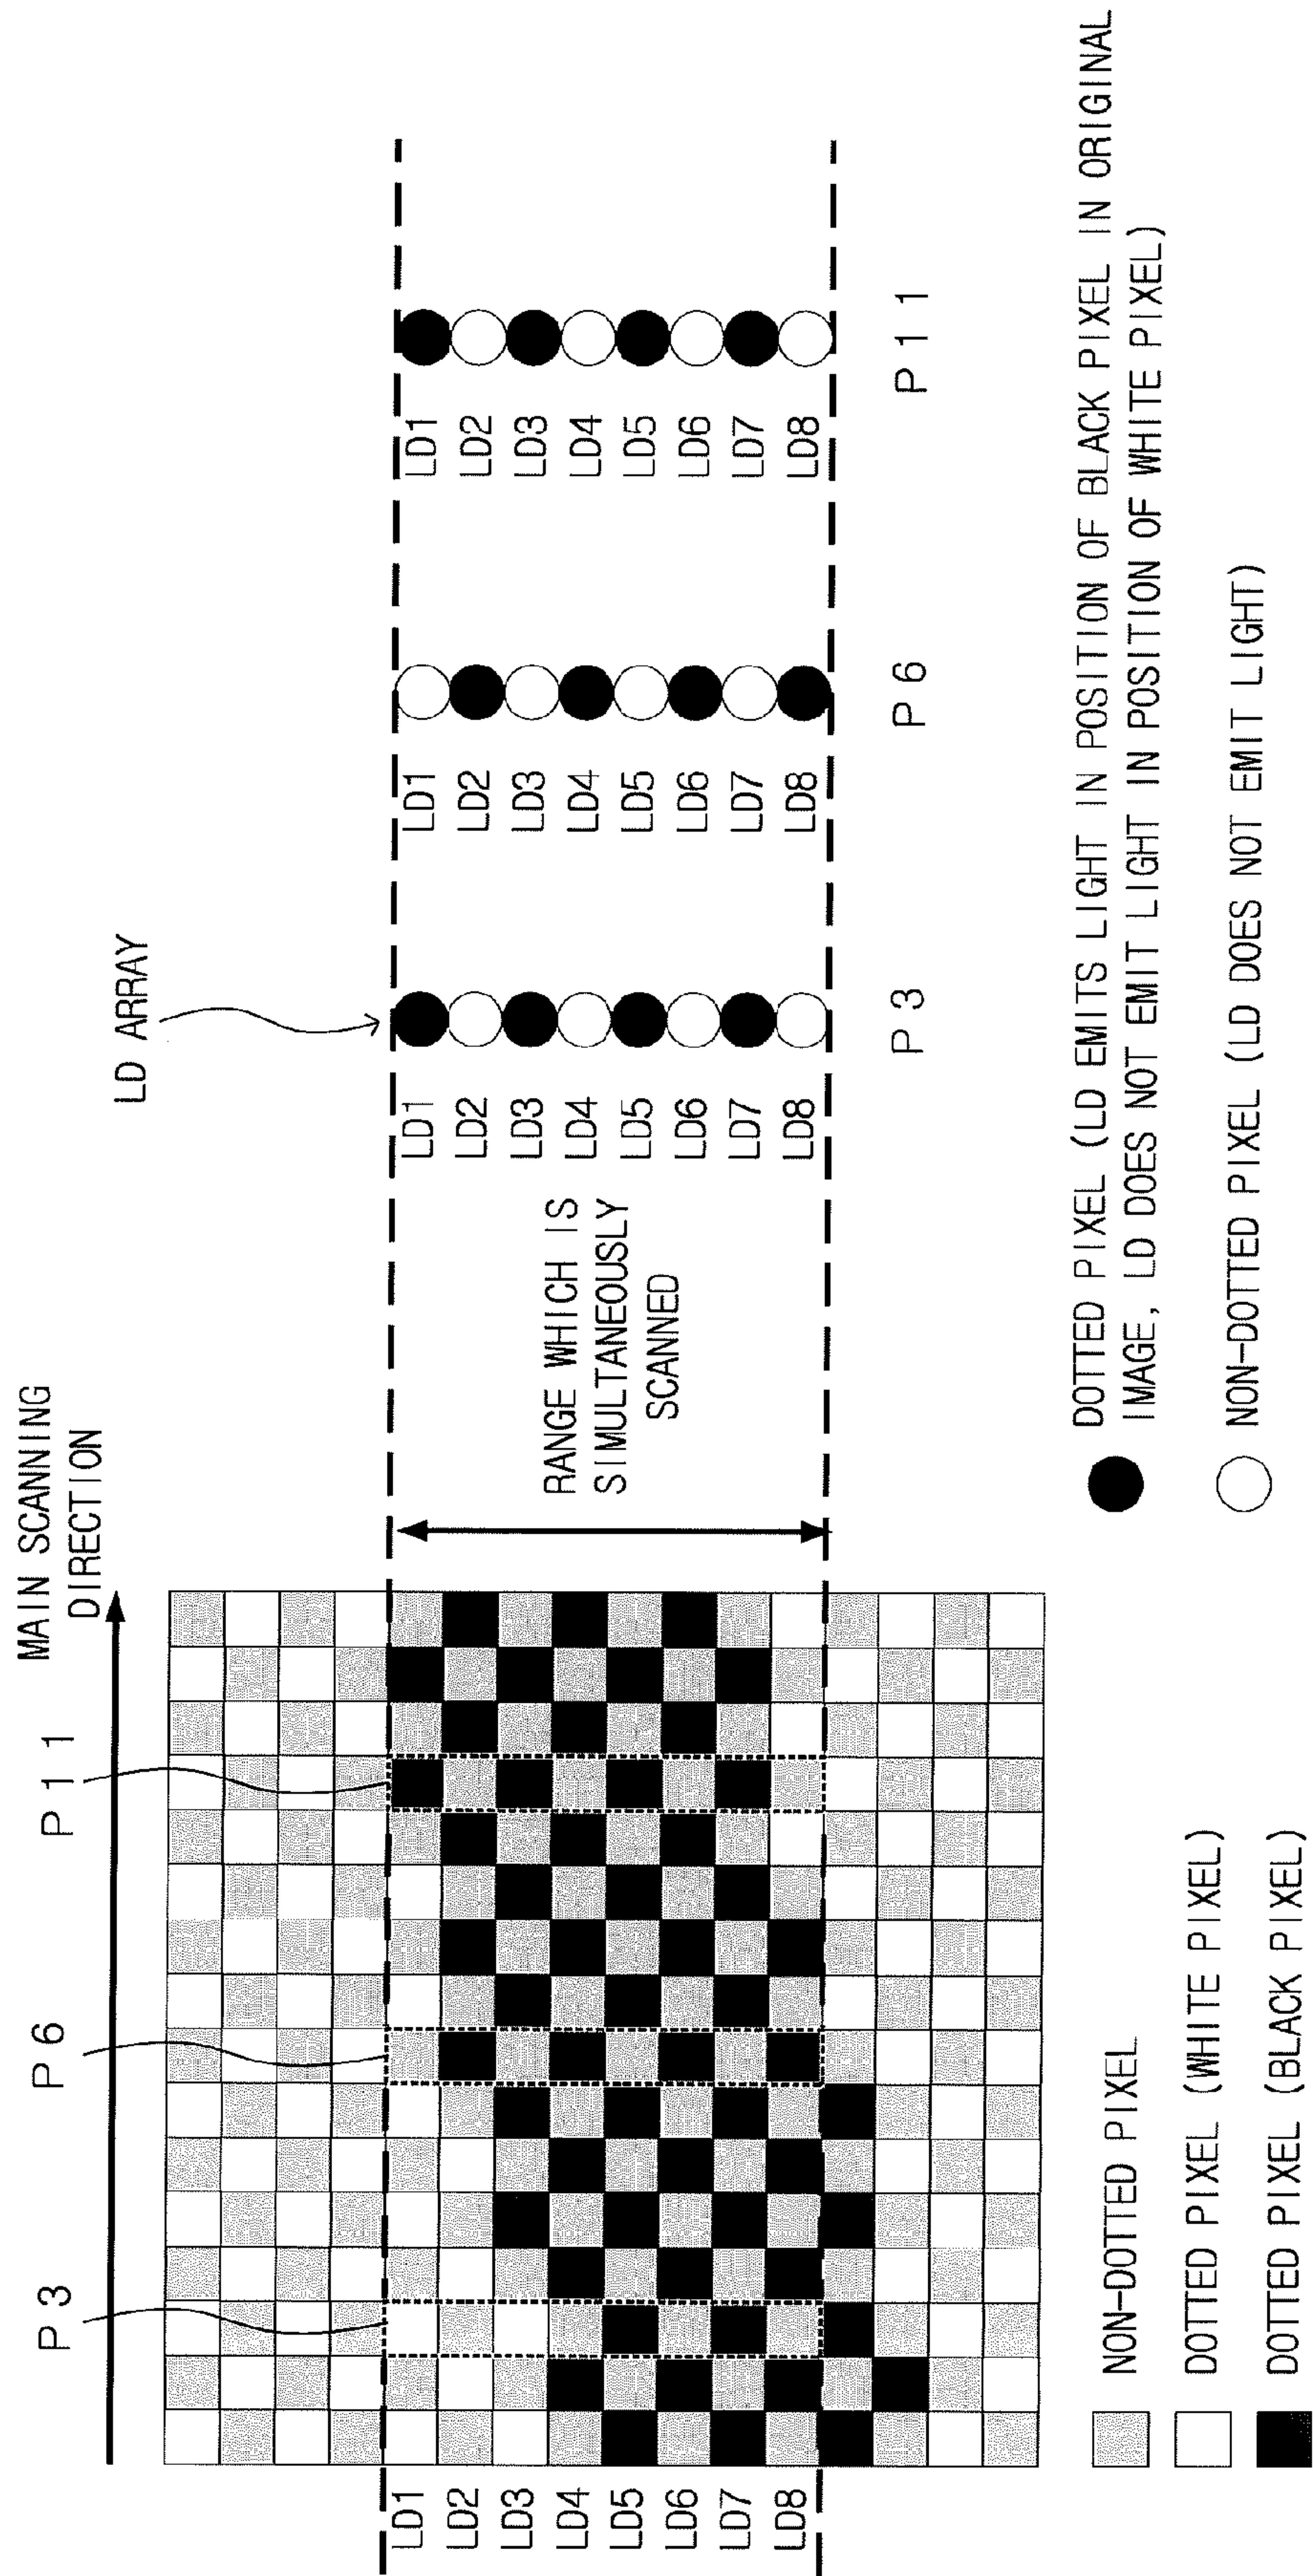 MAIN SCANNING
DIRECTION
P 3
P 6
P 1 1
LD1
LD2
LD3
LD4
LD5
LD6
LD7
LD8
RANGE WHICH IS
SIMULTANEOUSLY
SCANNED
LD ARRAY
LD1
LD2
LD3
LD4
LD5
LD6
LD7
LD8
P 3
LD1
LD2
LD3
LD4
LD5
LD6
LD7
LD8
P 6
LD1
LD2
LD3
LD4
LD5
LD6
LD7
LD8
P 1 1
NON-DOTTED PIXEL
DOTTED PIXEL (WHITE PIXEL)
DOTTED PIXEL (BLACK PIXEL)
DOTTED PIXEL (LD EMITS LIGHT IN POSITION OF BLACK PIXEL IN ORIGINAL
IMAGE, LD DOES NOT EMIT LIGHT IN POSITION OF WHITE PIXEL)
NON-DOTTED PIXEL (LD DOES NOT EMIT LIGHT)